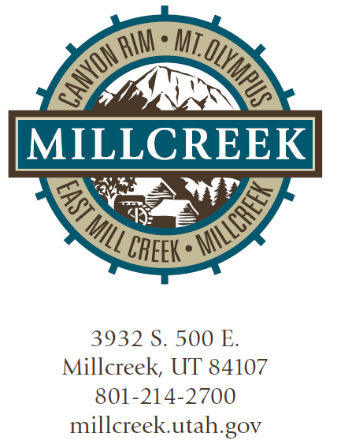 CANYON RIM • MT. OLYMPUS
MILLCREEK
EAST MILL CREEK • MILLCREEK
3932 S. 500 E.
Millcreek, UT 84107
801-214-2700
millcreek.utah.gov